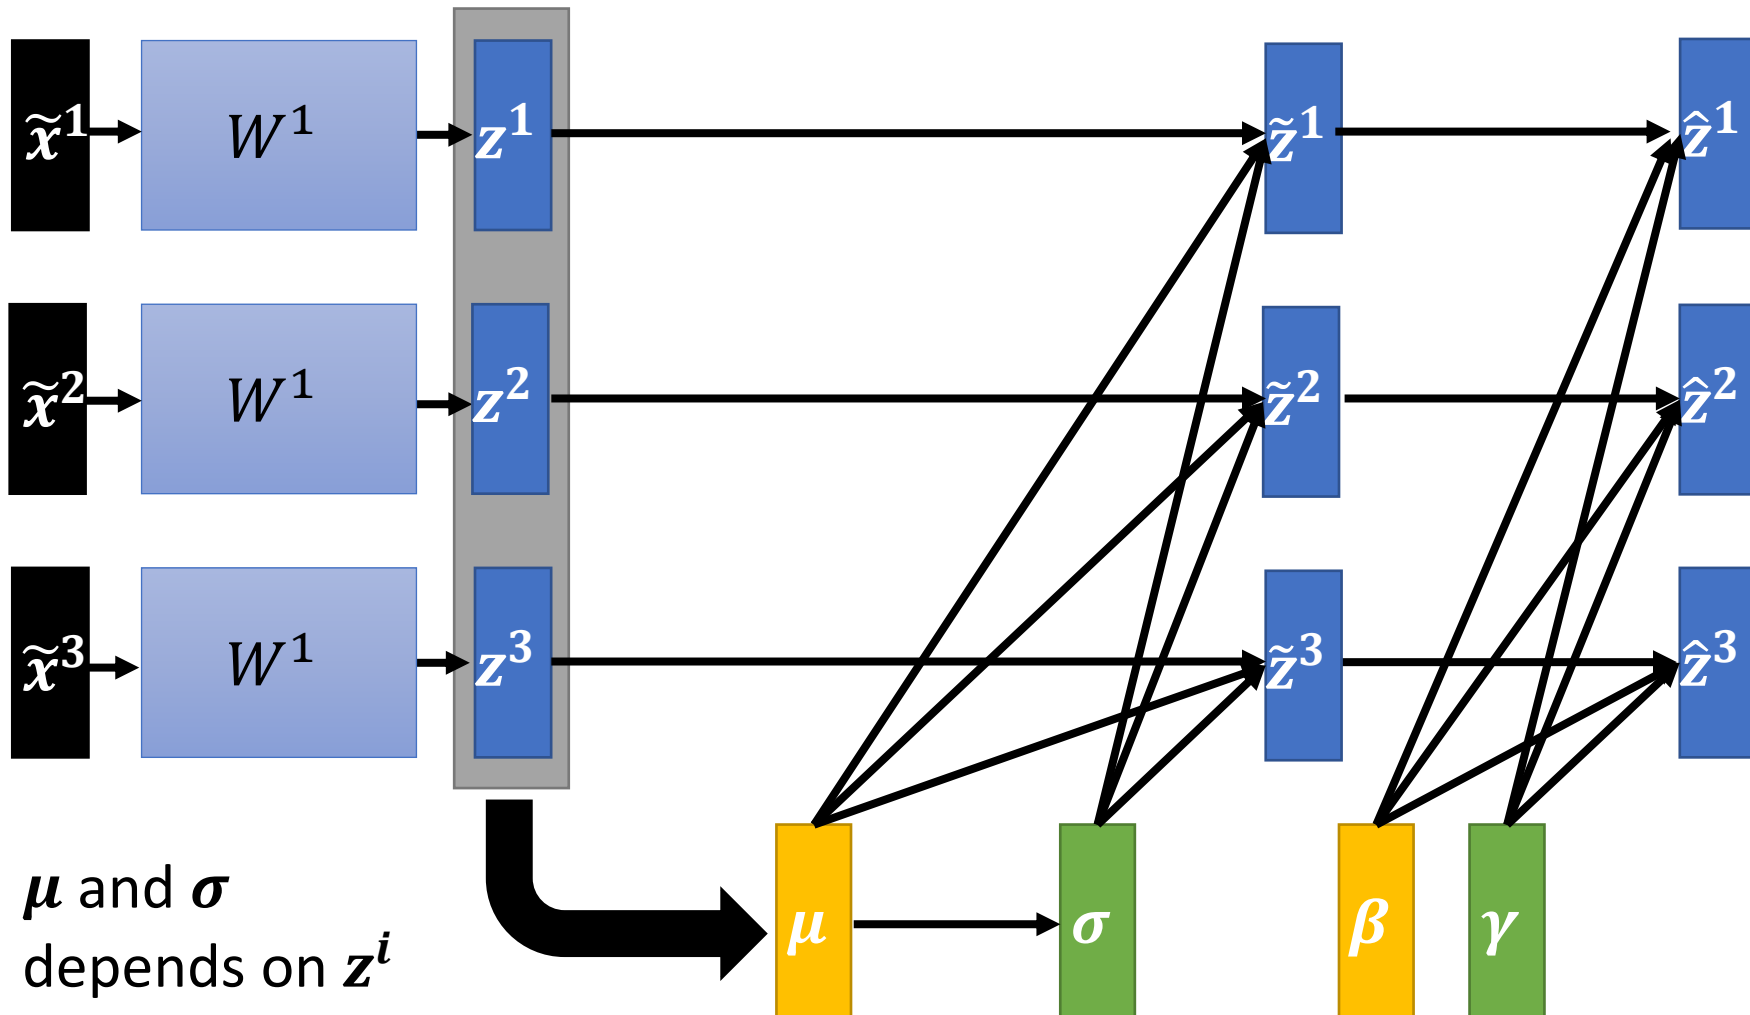 x̃¹ W¹ z¹ z̃¹ ẑ¹
x̃² W¹ z² z̃² ẑ²
x̃³ W¹ z³ z̃³ ẑ³
μ σ β γ
μ and σ
depends on zⁱ